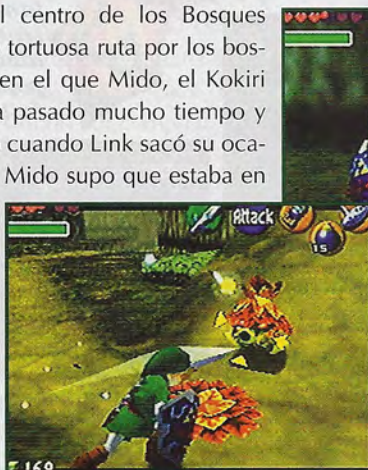 l centro de los Bosques
tortuosa ruta por los bos-
en el que Mido, el Kokiri
a pasado mucho tiempo y
cuando Link sacó su oca-
Mido supo que estaba en
Attack
15
169